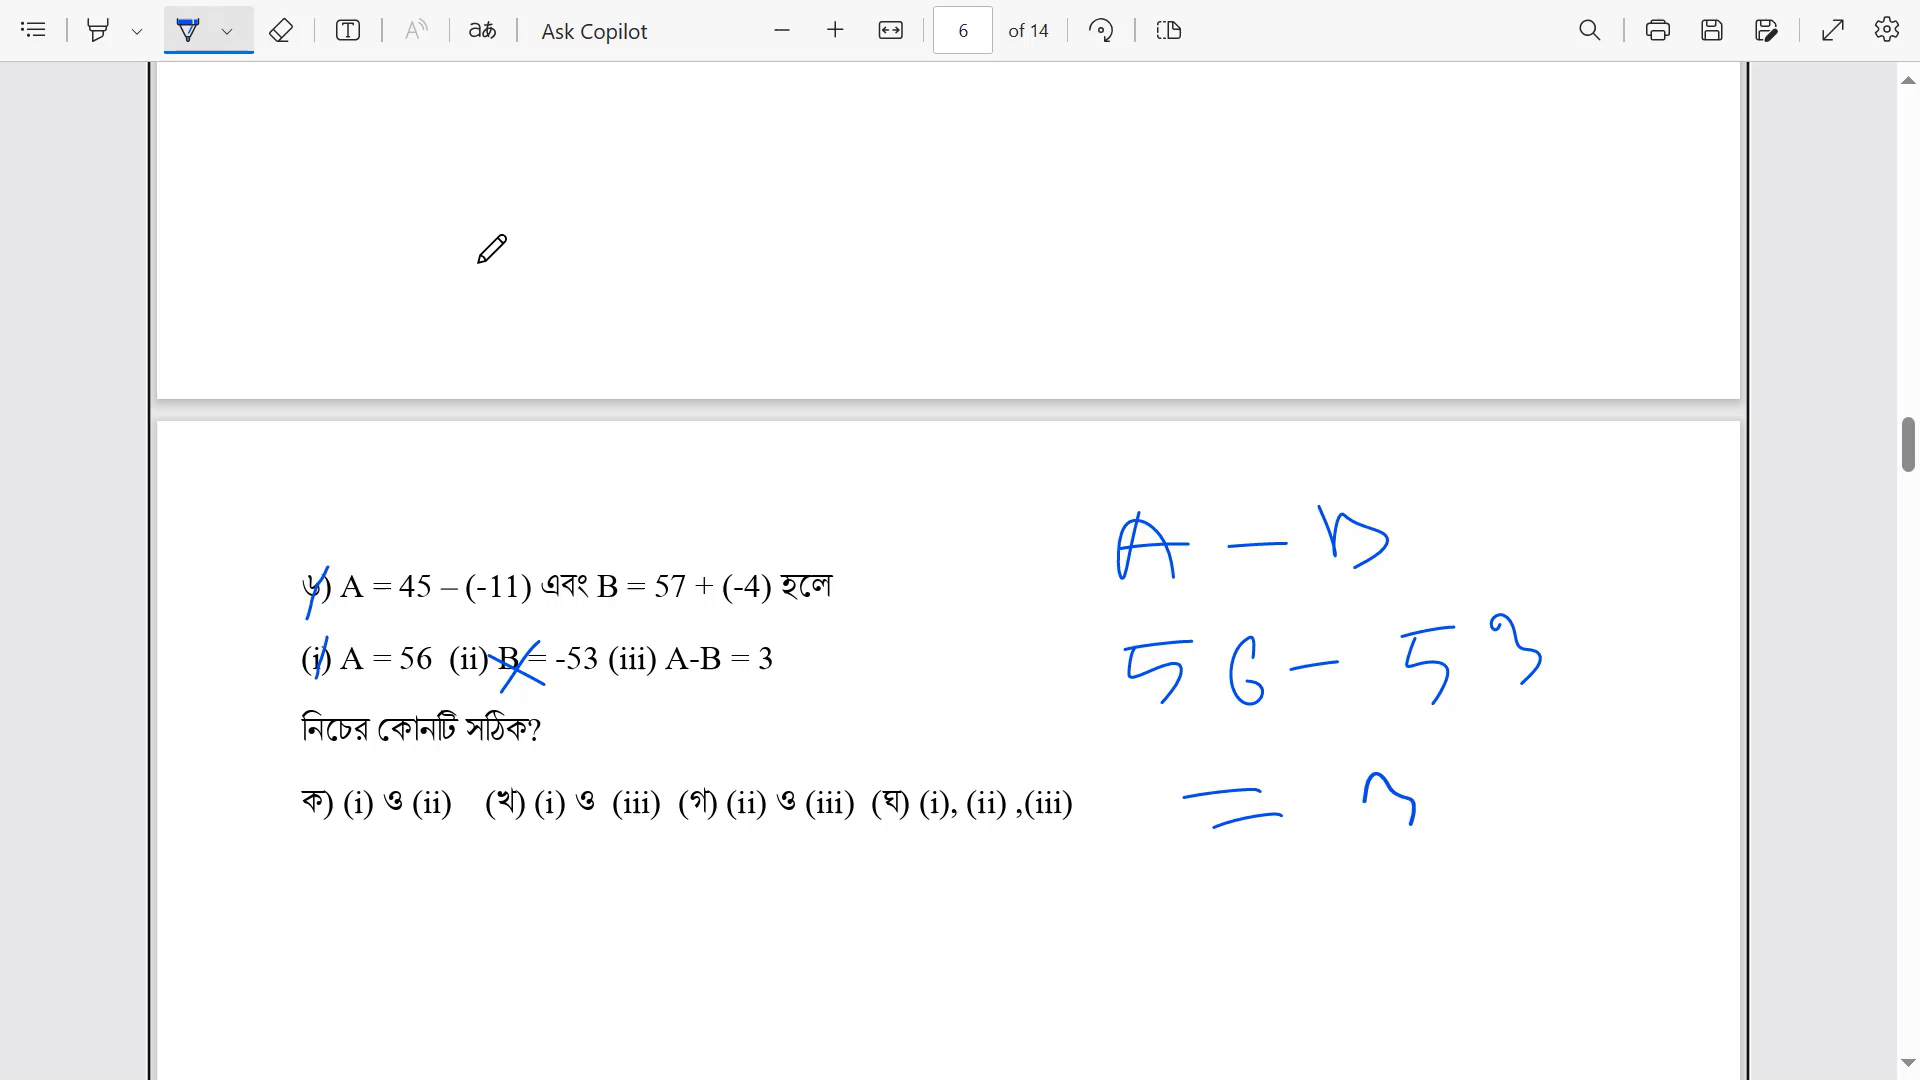 Ask Copilot 6 of 14
৬) A = 45 – (-11) এবং B = 57 + (-4) হলে
(i) A = 56 (ii) B = -53 (iii) A-B = 3
নিচের কোনটি সঠিক?
ক) (i) ও (ii) (খ) (i) ও (iii) (গ) (ii) ও (iii) (ঘ) (i), (ii) ,(iii)
A – B
56 – 53
= 3